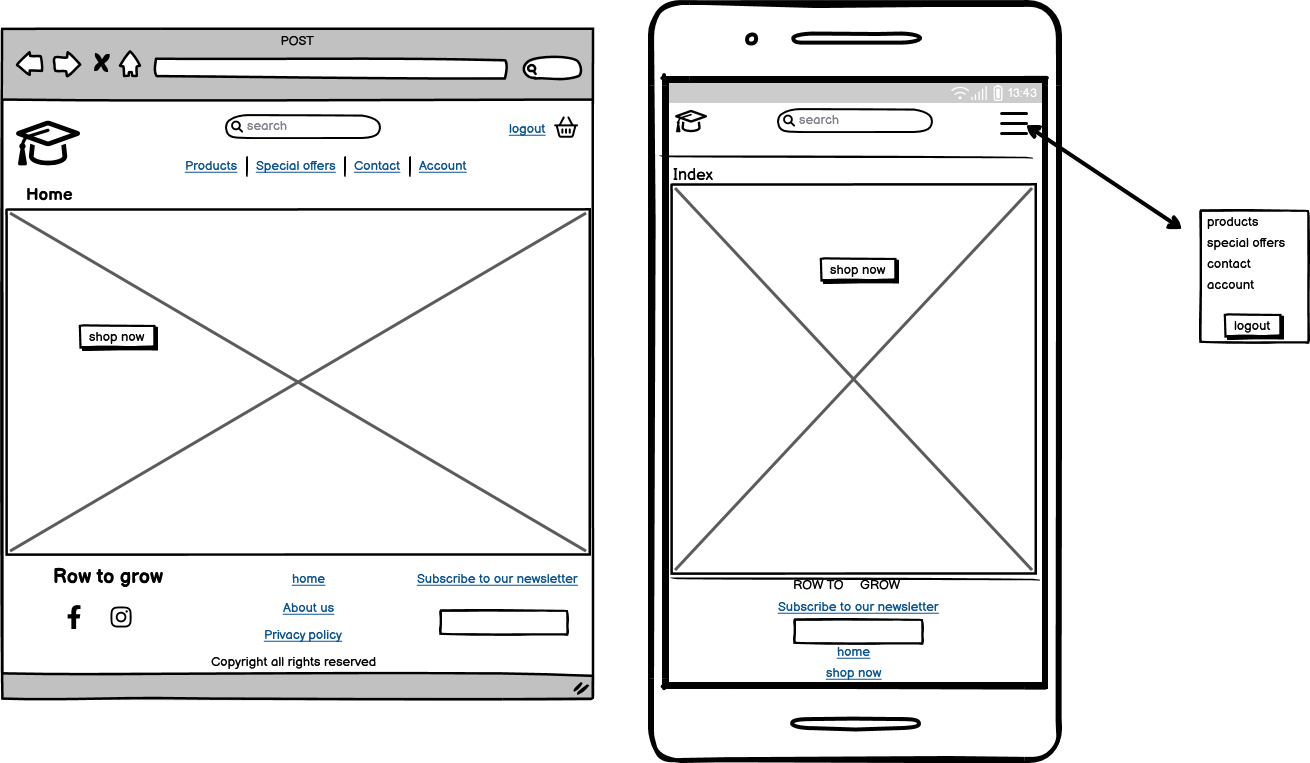 POST
search
logout
Products | Special offers | Contact | Account
Home
shop now
Row to grow
home
About us
Privacy policy
Subscribe to our newsletter
Copyright all rights reserved
13:43
search
Index
shop now
ROW TO GROW
Subscribe to our newsletter
home
shop now
products
special offers
contact
account
logout